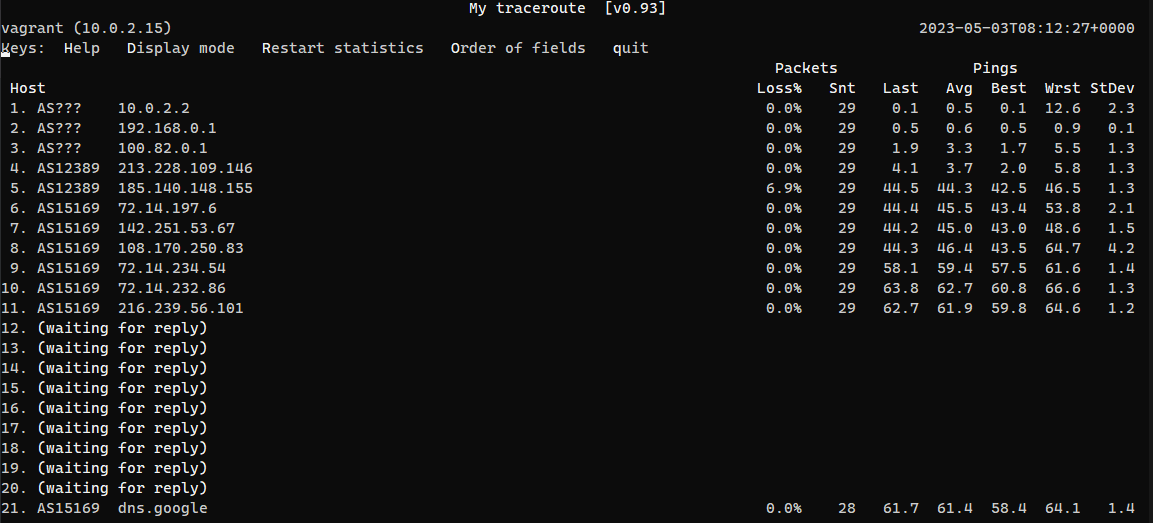 My traceroute  [v0.93]
vagrant (10.0.2.15)  2023-05-03T08:12:27+0000
Keys:  Help   Display mode   Restart statistics   Order of fields   quit
Packets  Pings
Host  Loss%  Snt  Last  Avg  Best  Wrst  StDev
1. AS???  10.0.2.2  0.0%  29  0.1  0.5  0.1  12.6  2.3
2. AS???  192.168.0.1  0.0%  29  0.5  0.6  0.5  0.9  0.1
3. AS???  100.82.0.1  0.0%  29  1.9  3.3  1.7  5.5  1.3
4. AS12389  213.228.109.146  0.0%  29  4.1  3.7  2.0  5.8  1.3
5. AS12389  185.140.148.155  6.9%  29  44.5  44.3  42.5  46.5  1.3
6. AS15169  72.14.197.6  0.0%  29  44.4  45.5  43.4  53.8  2.1
7. AS15169  142.251.53.67  0.0%  29  44.2  45.0  43.0  48.6  1.5
8. AS15169  108.170.250.83  0.0%  29  44.3  46.4  43.5  64.7  4.2
9. AS15169  72.14.234.54  0.0%  29  58.1  59.4  57.5  61.6  1.4
10. AS15169  72.14.232.86  0.0%  29  63.8  62.7  60.8  66.6  1.3
11. AS15169  216.239.56.101  0.0%  29  62.7  61.9  59.8  64.6  1.2
12. (waiting for reply)
13. (waiting for reply)
14. (waiting for reply)
15. (waiting for reply)
16. (waiting for reply)
17. (waiting for reply)
18. (waiting for reply)
19. (waiting for reply)
20. (waiting for reply)
21. AS15169  dns.google  0.0%  28  61.7  61.4  58.4  64.1  1.4